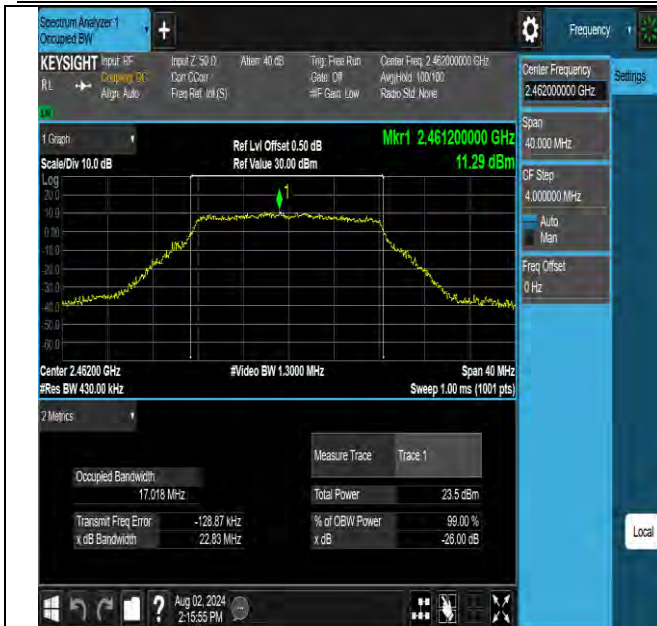 Spectrum Analyzer 1
Occupied BW
Frequency
KEYSIGHT Input: RF Input Z: 50 Ω Atten: 40 dB Trig: Free Run Center Freq: 2.462000000 GHz
RL Coupling: DC Corr CCorr Gate: Off Avg|Hold: 100/100
Align: Auto Freq Ref: Int (S) #IF Gain: Low Radio Std: None
Center Frequency
2.462000000 GHz
Settings
Span
40.000 MHz
CF Step
4.000000 MHz
Auto
Man
Freq Offset
0 Hz
1 Graph
Scale/Div 10.0 dB
Ref Lvl Offset 0.50 dB
Ref Value 30.00 dBm
Mkr1 2.461200000 GHz
11.29 dBm
Log
20.0
10.0
0.00
-10.0
-20.0
-30.0
-40.0
-50.0
-60.0
1
Center 2.46200 GHz #Video BW 1.3000 MHz Span 40 MHz
#Res BW 430.00 kHz Sweep 1.00 ms (1001 pts)
2 Metrics
Measure Trace Trace 1
Occupied Bandwidth
17.018 MHz
Total Power 23.5 dBm
Transmit Freq Error -128.87 kHz % of OBW Power 99.00 %
x dB Bandwidth 22.83 MHz x dB -26.00 dB
Local
Aug 02, 2024
2:15:55 PM